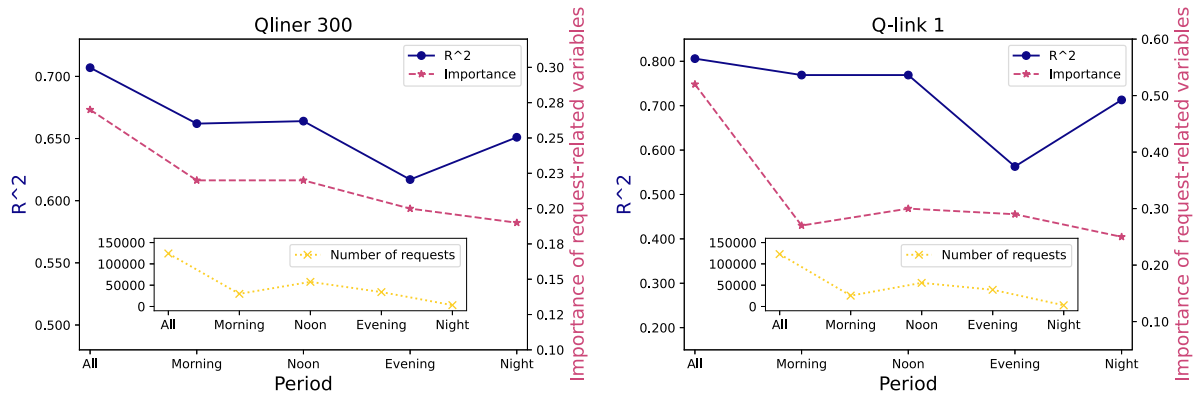 Qliner 300
R^2
Importance
0.700
0.650
0.600
0.550
0.500
R^2
0.30
0.28
0.25
0.23
0.20
0.18
0.15
0.12
0.10
Importance of request-related variables
Number of requests
150000
100000
50000
0
All Morning Noon Evening Night
All Morning Noon Evening Night
Period
Q-link 1
R^2
Importance
0.800
0.700
0.600
0.500
0.400
0.300
0.200
R^2
0.60
0.50
0.40
0.30
0.20
0.10
Importance of request-related variables
Number of requests
150000
100000
50000
0
All Morning Noon Evening Night
All Morning Noon Evening Night
Period